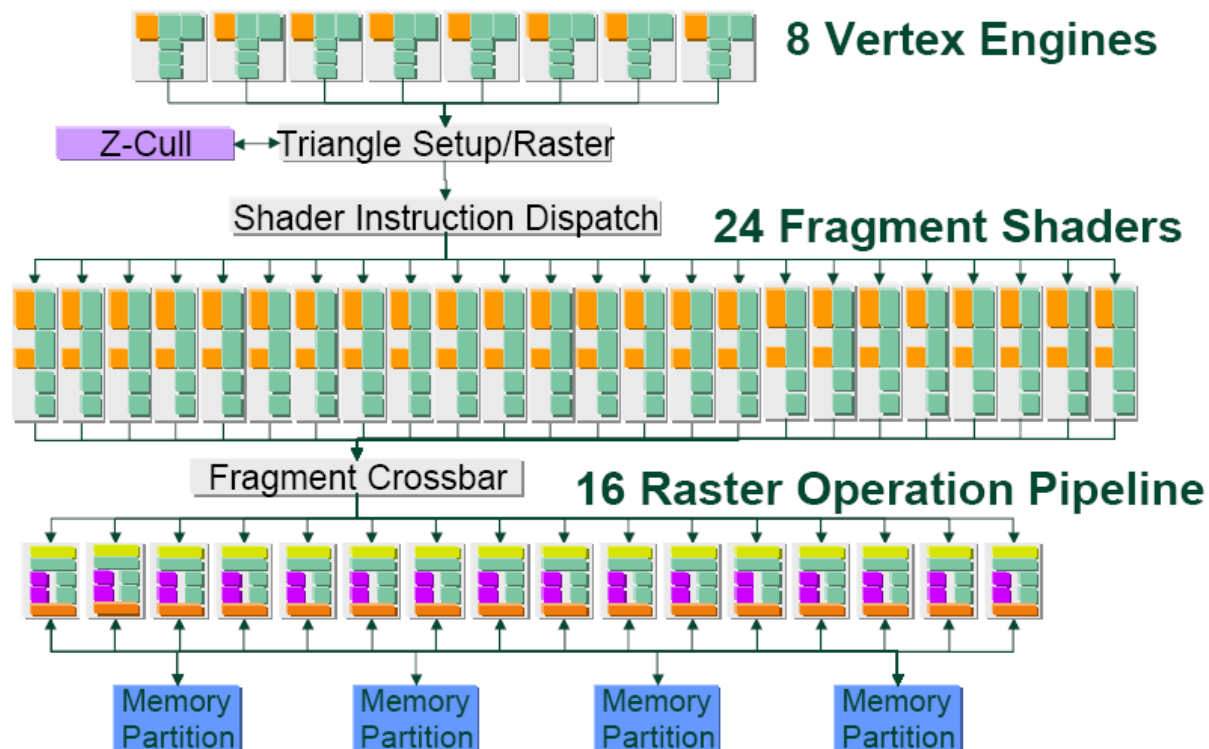 8 Vertex Engines
Z-Cull
Triangle Setup/Raster
Shader Instruction Dispatch
24 Fragment Shaders
Fragment Crossbar
16 Raster Operation Pipeline
Memory
Partition
Memory
Partition
Memory
Partition
Memory
Partition